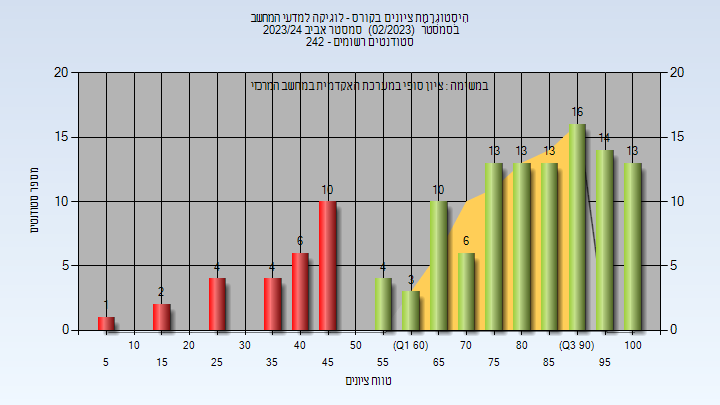 היסטוגרמת ציונים בקורס - לוגיקה למדעי המחשב
בסמסטר (02/2023) סמסטר אביב 2023/24
סטודנטים רשומים - 242
במשימה : ציון סופי במערכת האקדמית במחשב המרכזי
20 20
15 15
10 10
5 5
0 0
מספר סטודנטים
1 2 4 4 6 10 4 3 10 6 13 13 13 16 14 13
10 20 30 40 50 (Q1 60) 70 80 (Q3 90) 100
5 15 25 35 45 55 65 75 85 95
טווח ציונים